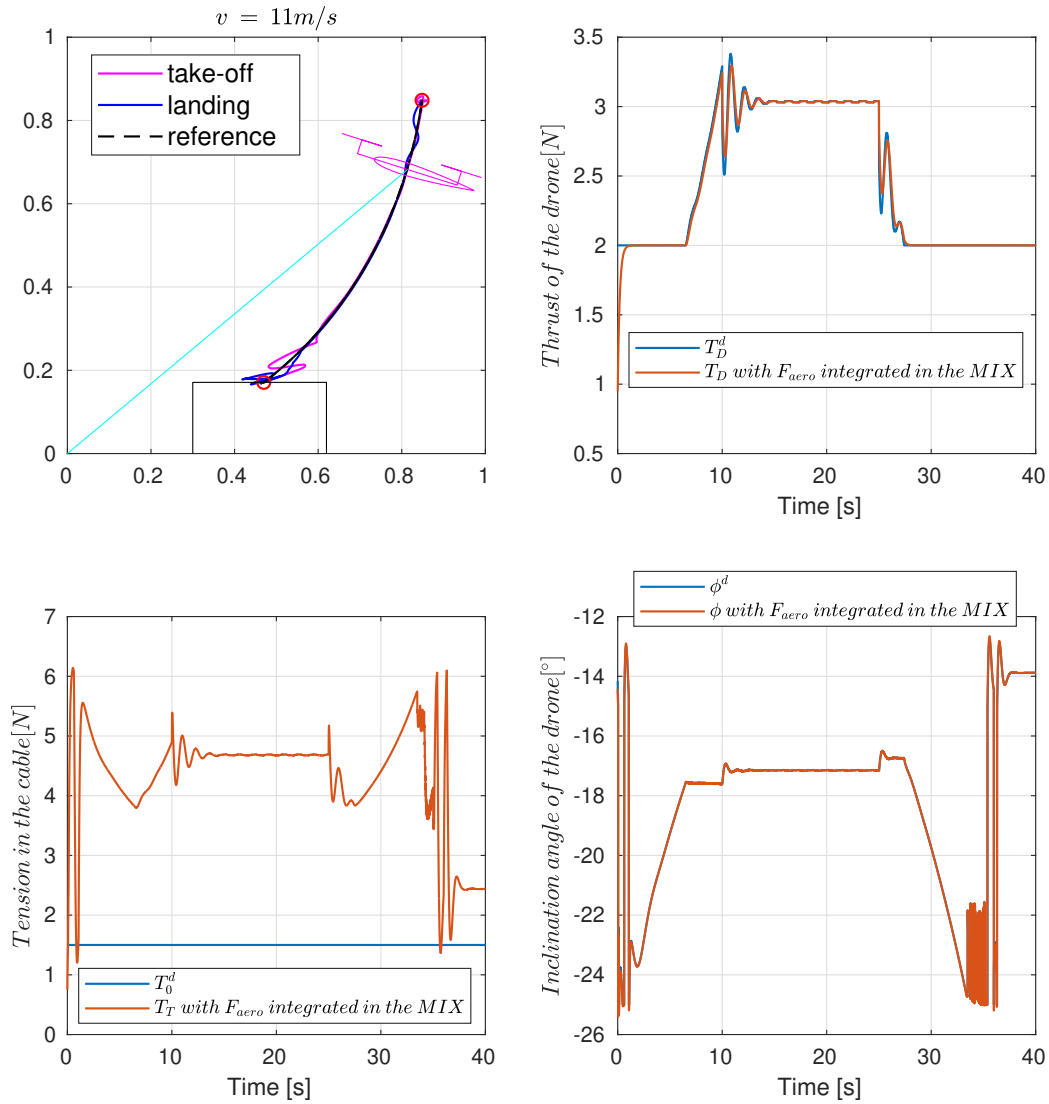 v = 11m/s
take-off
landing
reference
1
0.8
0.6
0.4
0.2
0
0 0.2 0.4 0.6 0.8 1
Thrust of the drone[N]
3.5
3
2.5
2
1.5
1
0.5
T_D^d
T_D with F_aero integrated in the MIX
0 10 20 30 40
Time [s]
Tension in the cable[N]
7
6
5
4
3
2
1
0
T_0^d
T_T with F_aero integrated in the MIX
0 10 20 30 40
Time [s]
ϕ^d
ϕ with F_aero integrated in the MIX
Inclination angle of the drone[°]
-12
-14
-16
-18
-20
-22
-24
-26
0 10 20 30 40
Time [s]